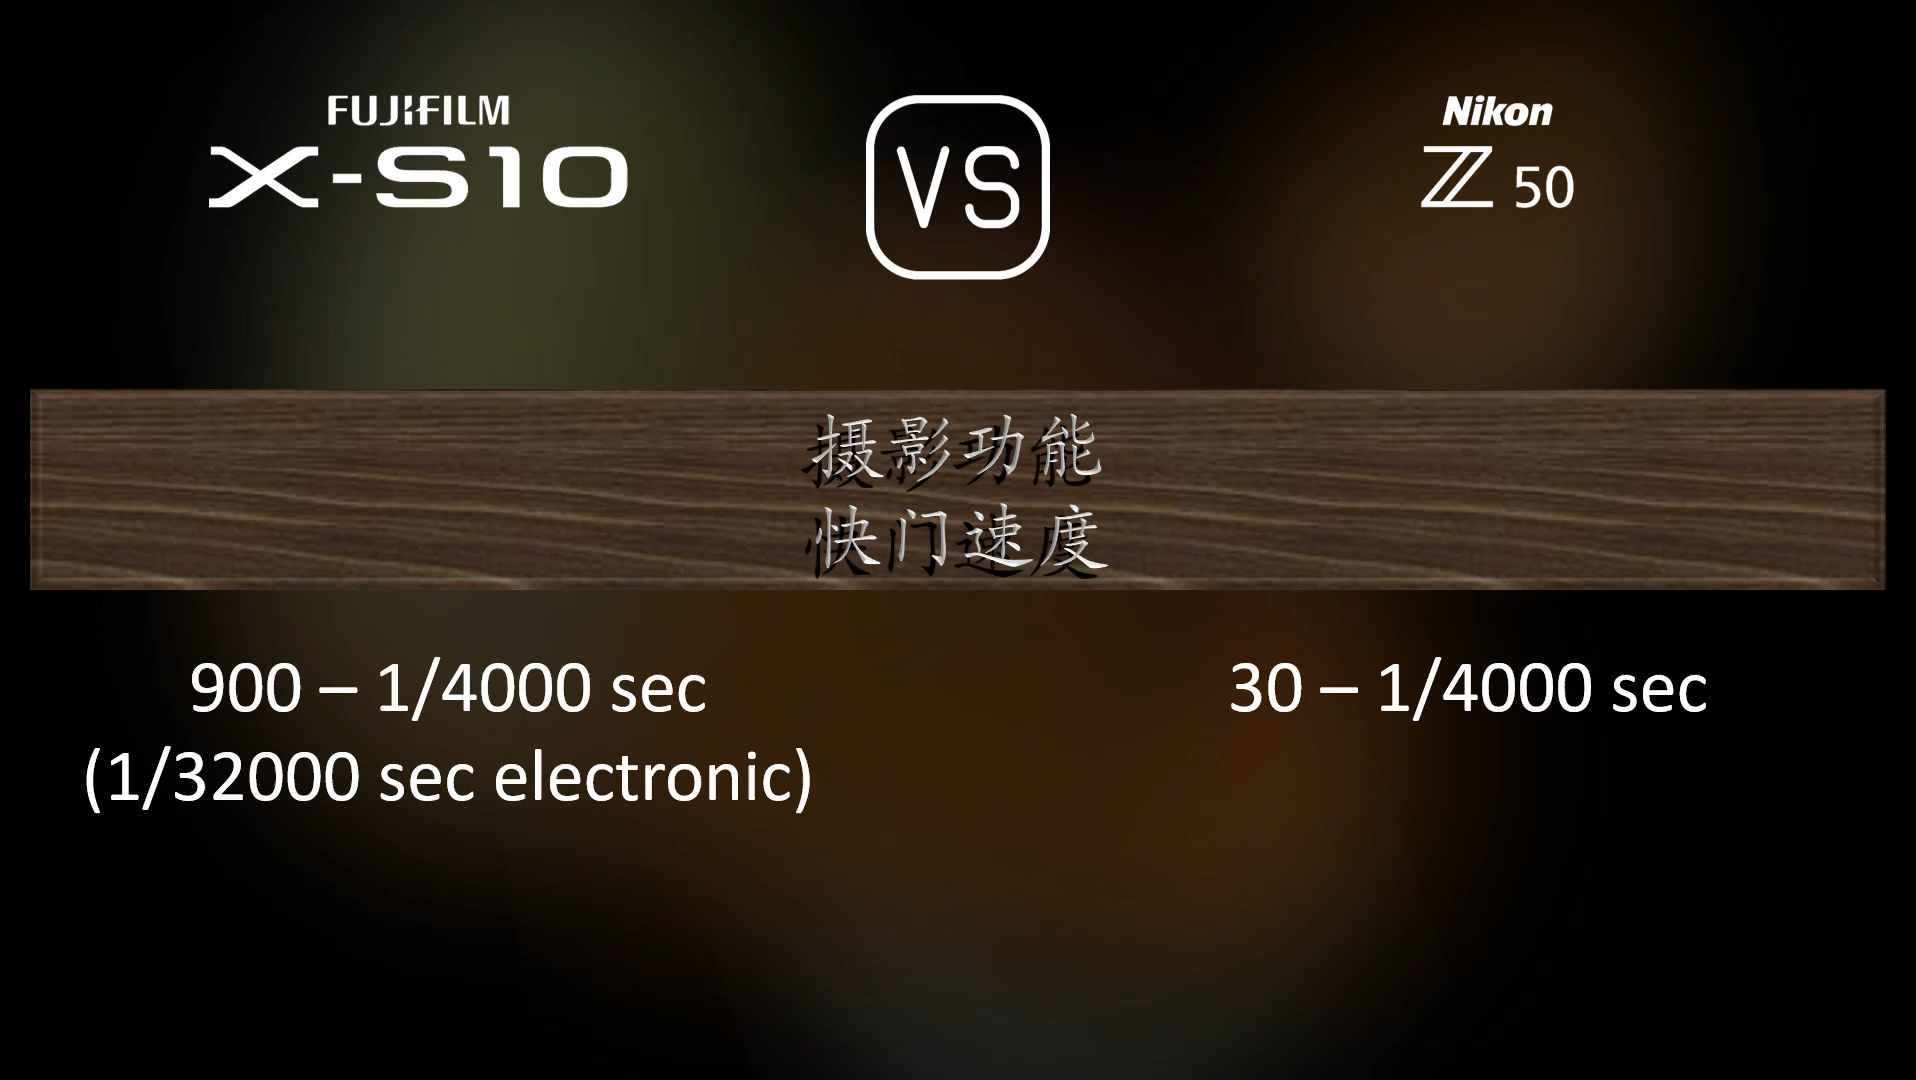 FUJIFILM
X-S10
VS
Nikon
Z 50
摄影功能
快门速度
900 – 1/4000 sec
(1/32000 sec electronic)
30 – 1/4000 sec